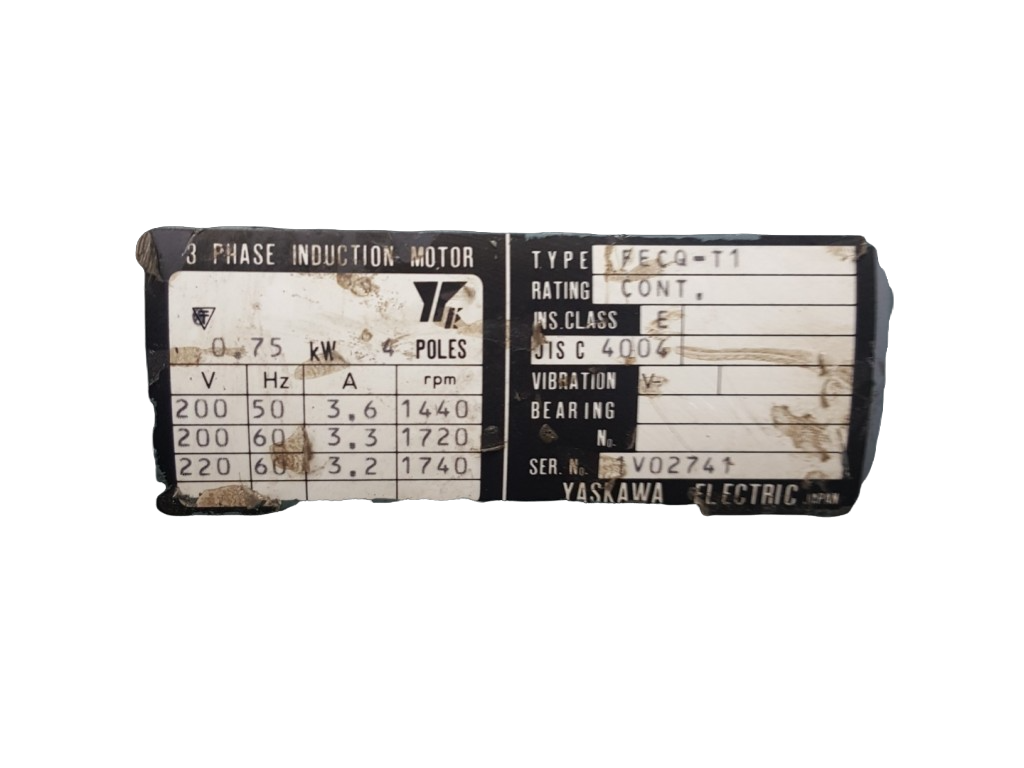 3 PHASE INDUCTION MOTOR
0.75 kW 4 POLES
V Hz A rpm
200 50 3.6 1440
200 60 3.3 1720
220 60 3.2 1740
TYPE FECQ-T1
RATING CONT.
INS.CLASS E
JIS C 4004
VIBRATION V-
BEARING
No.
SER. No. 1V02741
YASKAWA ELECTRIC JAPAN